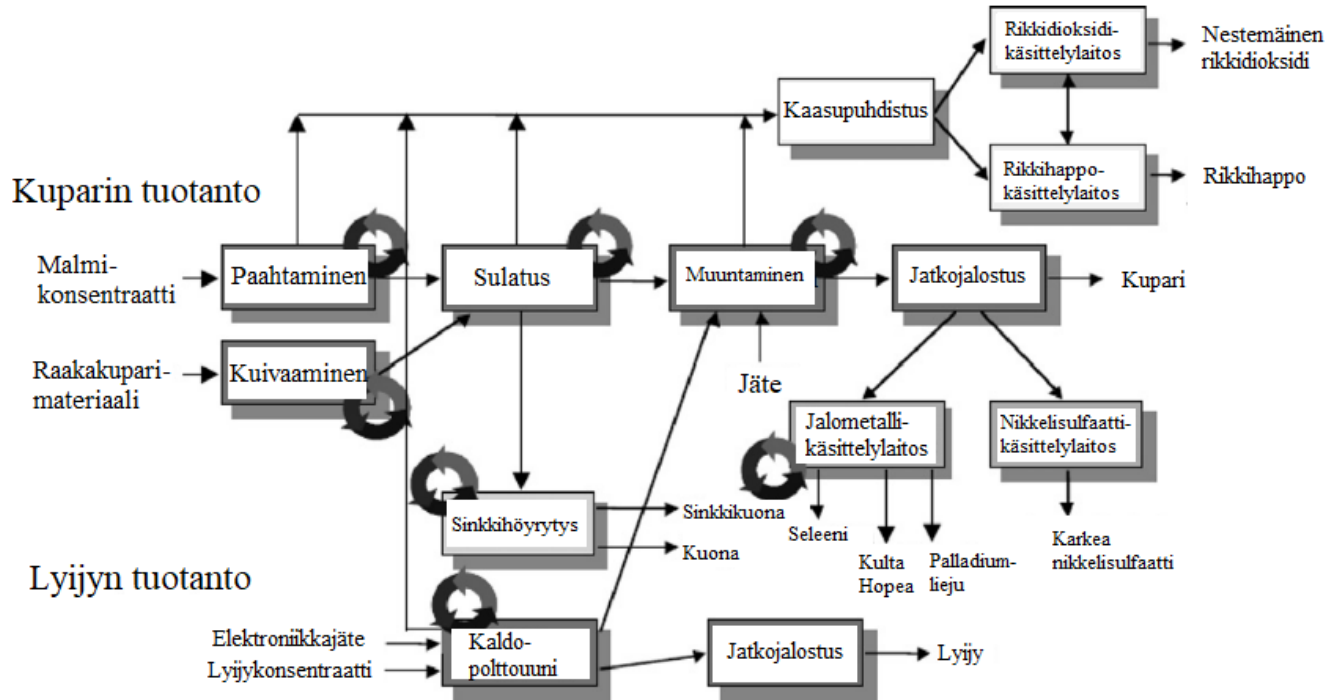 Rikkidioksidi-
käsittelylaitos
Nestemäinen
rikkidioksidi
Kaasupuhdistus
Rikkihappo-
käsittelylaitos
Rikkihappo
Kuparin tuotanto
Malmi-
konsentraatti
Paahtaminen
Sulatus
Muuntaminen
Jatkojalostus
Kupari
Raakakupari-
materiaali
Kuivaaminen
Jäte
Jalometalli-
käsittelylaitos
Nikkelisulfaatti-
käsittelylaitos
Sinkkihöyrytys
Sinkkikuona
Kuona
Seleeni
Kulta
Hopea
Palladium-
lieju
Karkea
nikkelisulfaatti
Lyijyn tuotanto
Elektroniikkajäte
Lyijykonsentraatti
Kaldo-
polttouuni
Jatkojalostus
Lyijy